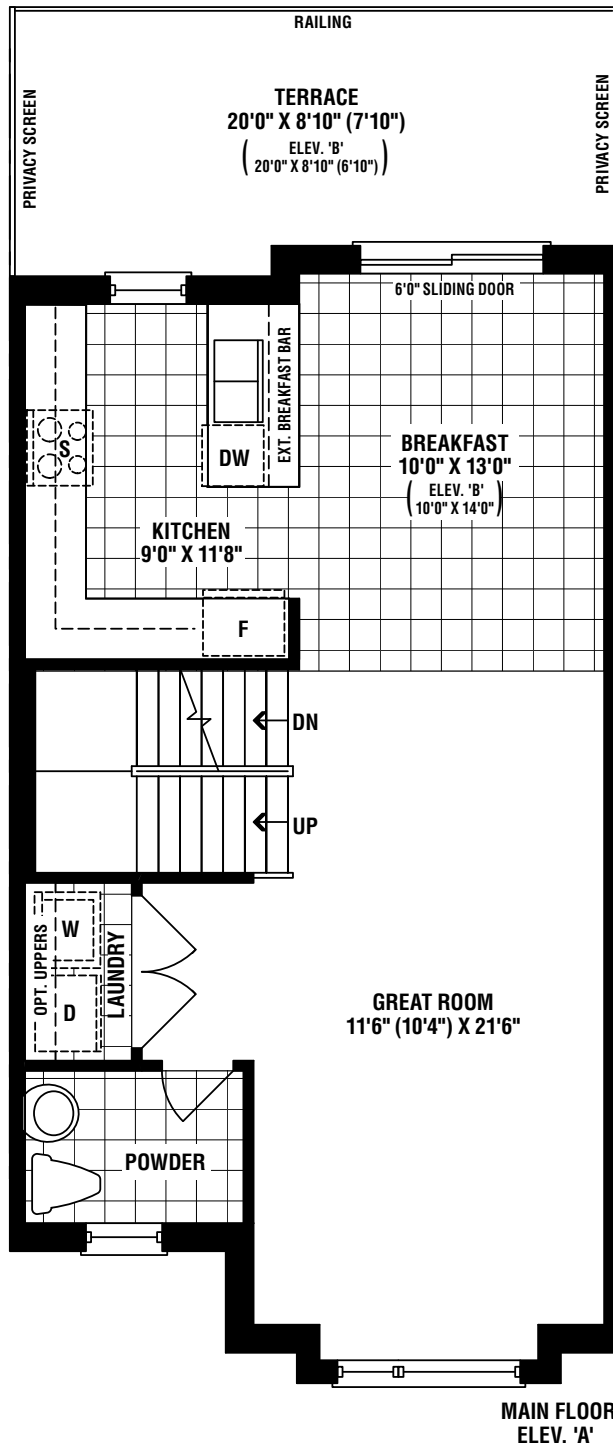 RAILING
PRIVACY SCREEN
TERRACE
20'0" X 8'10" (7'10")
( ELEV. 'B'
20'0" X 8'10" (6'10") )
PRIVACY SCREEN
6'0" SLIDING DOOR
EXT. BREAKFAST BAR
S
DW
BREAKFAST
10'0" X 13'0"
( ELEV. 'B'
10'0" X 14'0" )
KITCHEN
9'0" X 11'8"
F
DN
UP
OPT. UPPERS
W
D
LAUNDRY
GREAT ROOM
11'6" (10'4") X 21'6"
POWDER
MAIN FLOOR
ELEV. 'A'